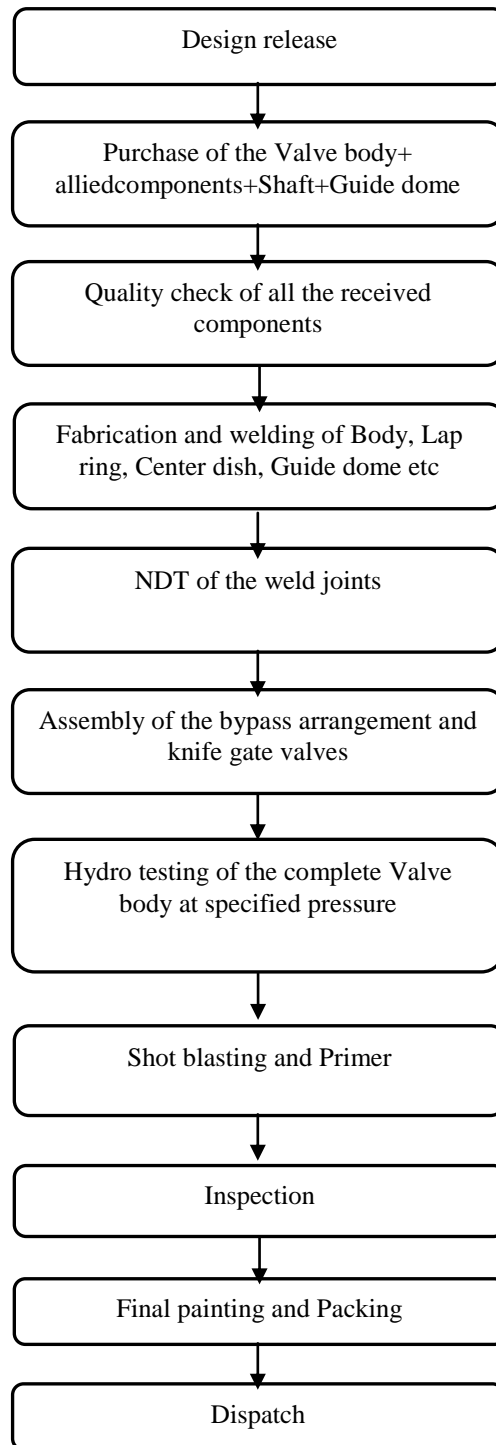 Design release
Purchase of the Valve body+
alliedcomponents+Shaft+Guide dome
Quality check of all the received
components
Fabrication and welding of Body, Lap
ring, Center dish, Guide dome etc
NDT of the weld joints
Assembly of the bypass arrangement and
knife gate valves
Hydro testing of the complete Valve
body at specified pressure
Shot blasting and Primer
Inspection
Final painting and Packing
Dispatch